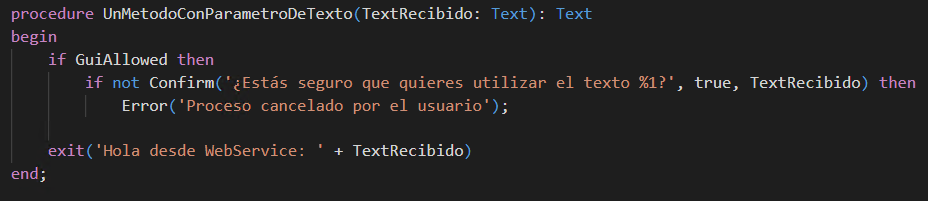 procedure UnMetodoConParametroDeTexto(TextRecibido: Text): Text
begin
if GuiAllowed then
if not Confirm('¿Estás seguro que quieres utilizar el texto %1?', true, TextRecibido) then
Error('Proceso cancelado por el usuario');
exit('Hola desde WebService: ' + TextRecibido)
end;